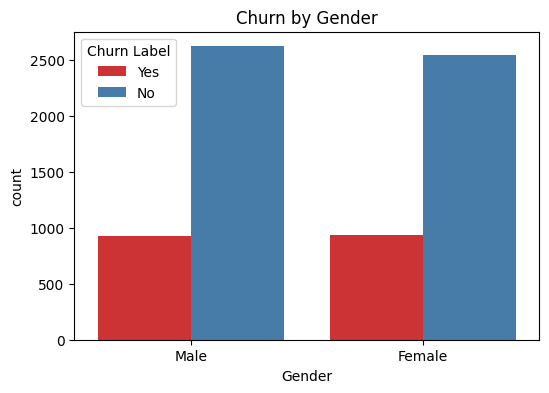 Churn by Gender
Churn Label
Yes
No
2500
2000
1500
1000
500
0
count
Male
Female
Gender